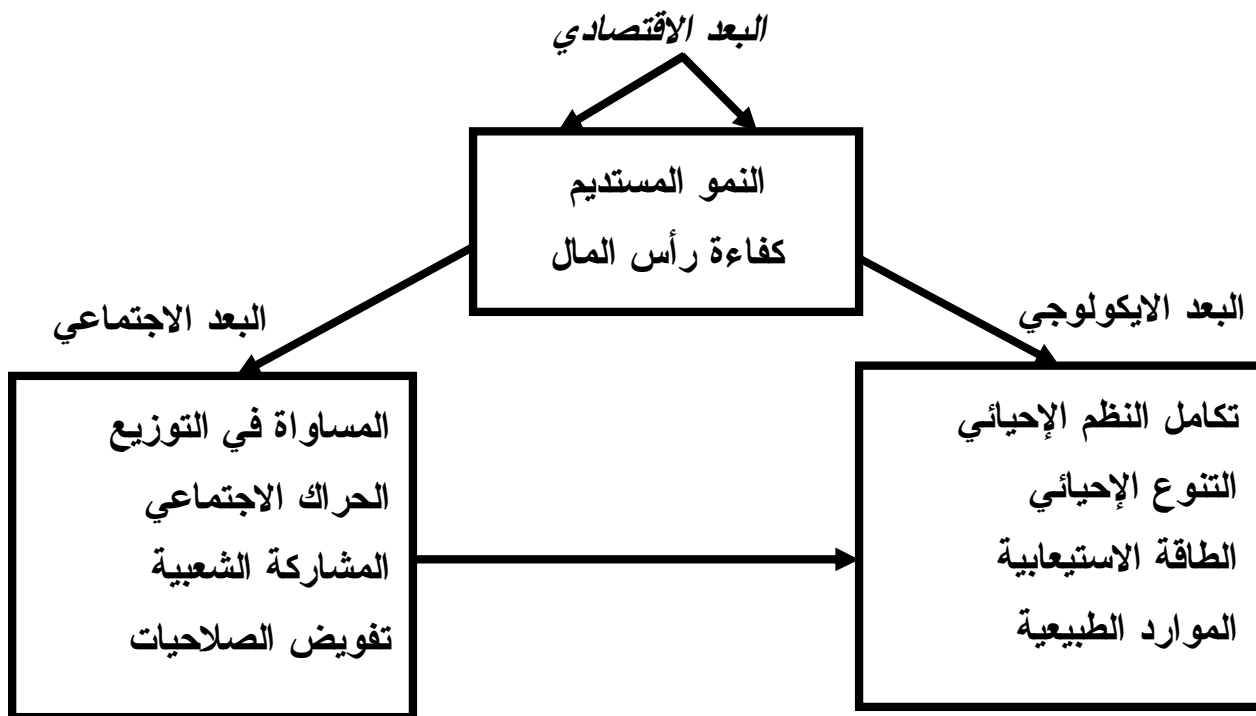 البعد الاقتصادي
النمو المستديم
كفاءة رأس المال
البعد الايكولوجي
تكامل النظم الإحيائي
التنوع الإحيائي
الطاقة الاستيعابية
الموارد الطبيعية
البعد الاجتماعي
المساواة في التوزيع
الحراك الاجتماعي
المشاركة الشعبية
تفويض الصلاحيات